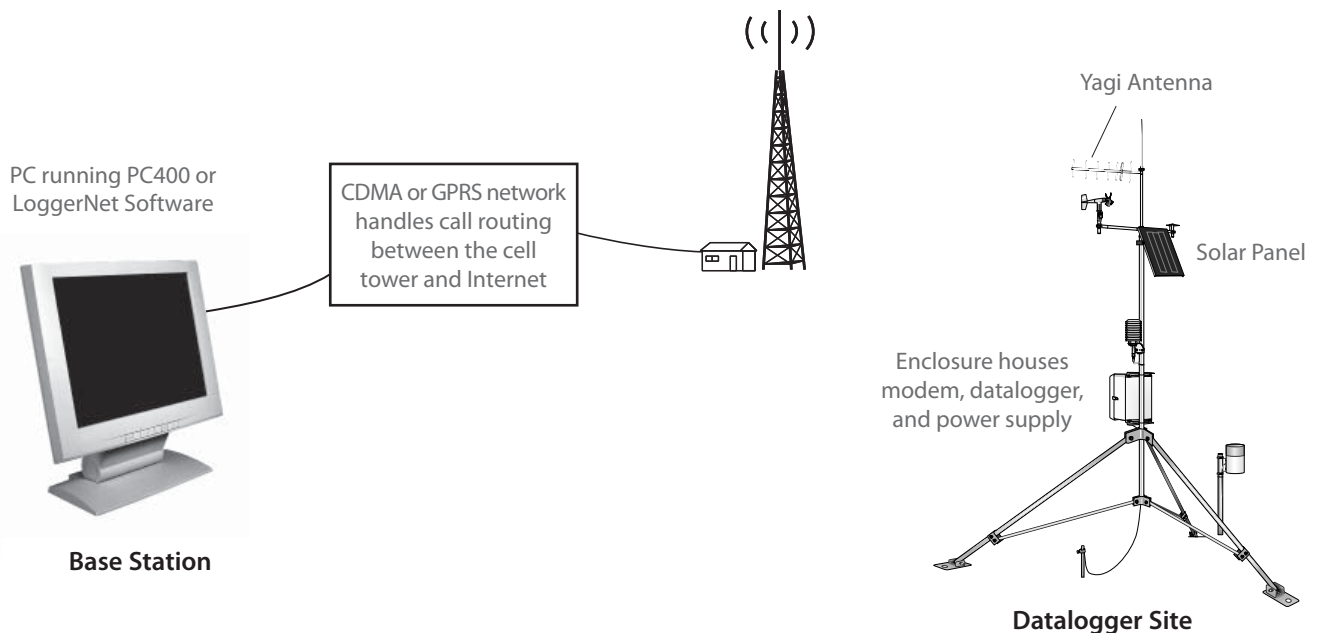 PC running PC400 or
LoggerNet Software
Base Station
CDMA or GPRS network
handles call routing
between the cell
tower and Internet
Yagi Antenna
Solar Panel
Enclosure houses
modem, datalogger,
and power supply
Datalogger Site